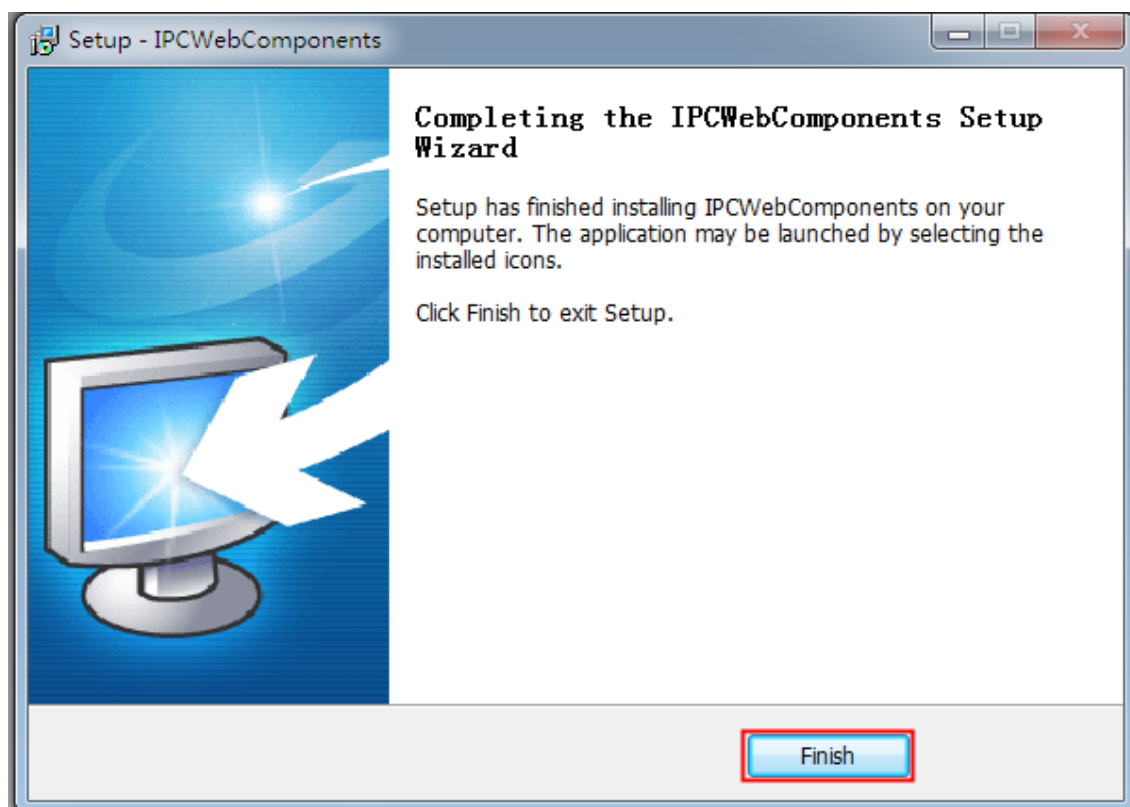 Setup - IPCWebComponents
Completing the IPCWebComponents Setup
Wizard
Setup has finished installing IPCWebComponents on your
computer. The application may be launched by selecting the
installed icons.
Click Finish to exit Setup.
Finish